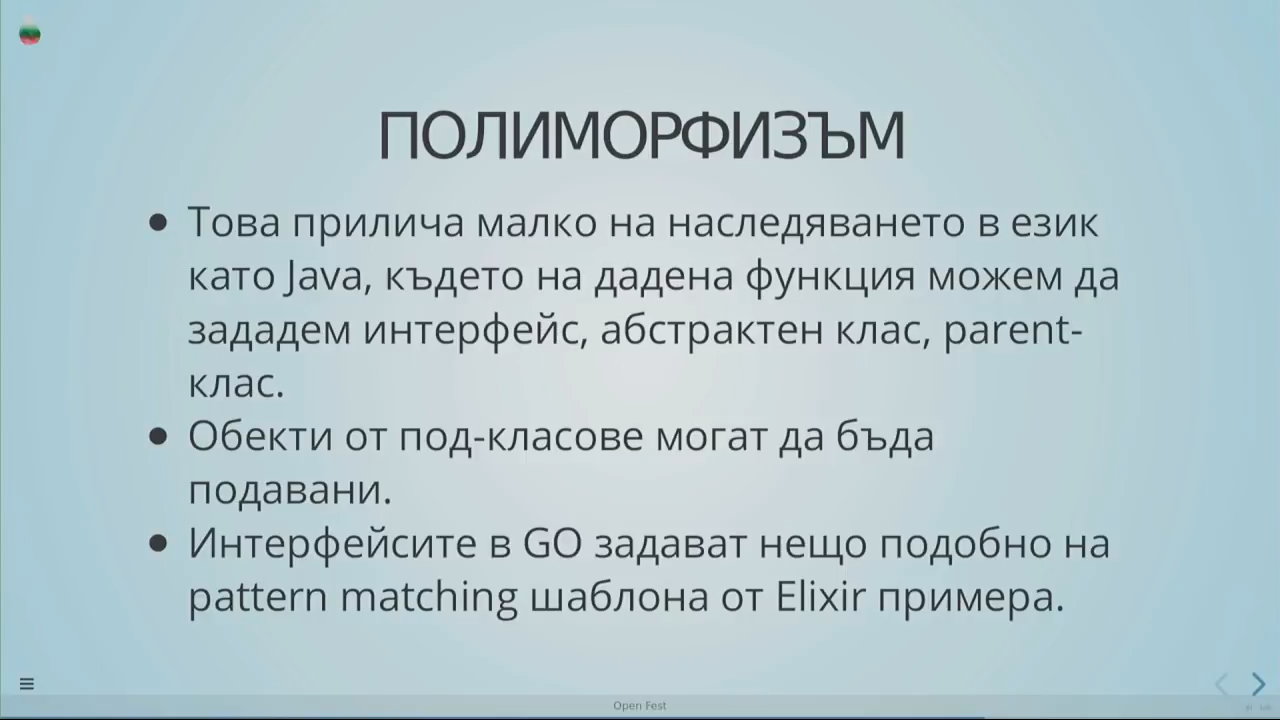 ПОЛИМОРФИЗЪМ
Това прилича малко на наследяването в език
като Java, където на дадена функция можем да
зададем интерфейс, абстрактен клас, parent-
клас.
Обекти от под-класове могат да бъда
подавани.
Интерфейсите в GO задават нещо подобно на
pattern matching шаблона от Elixir примера.
Open Fest